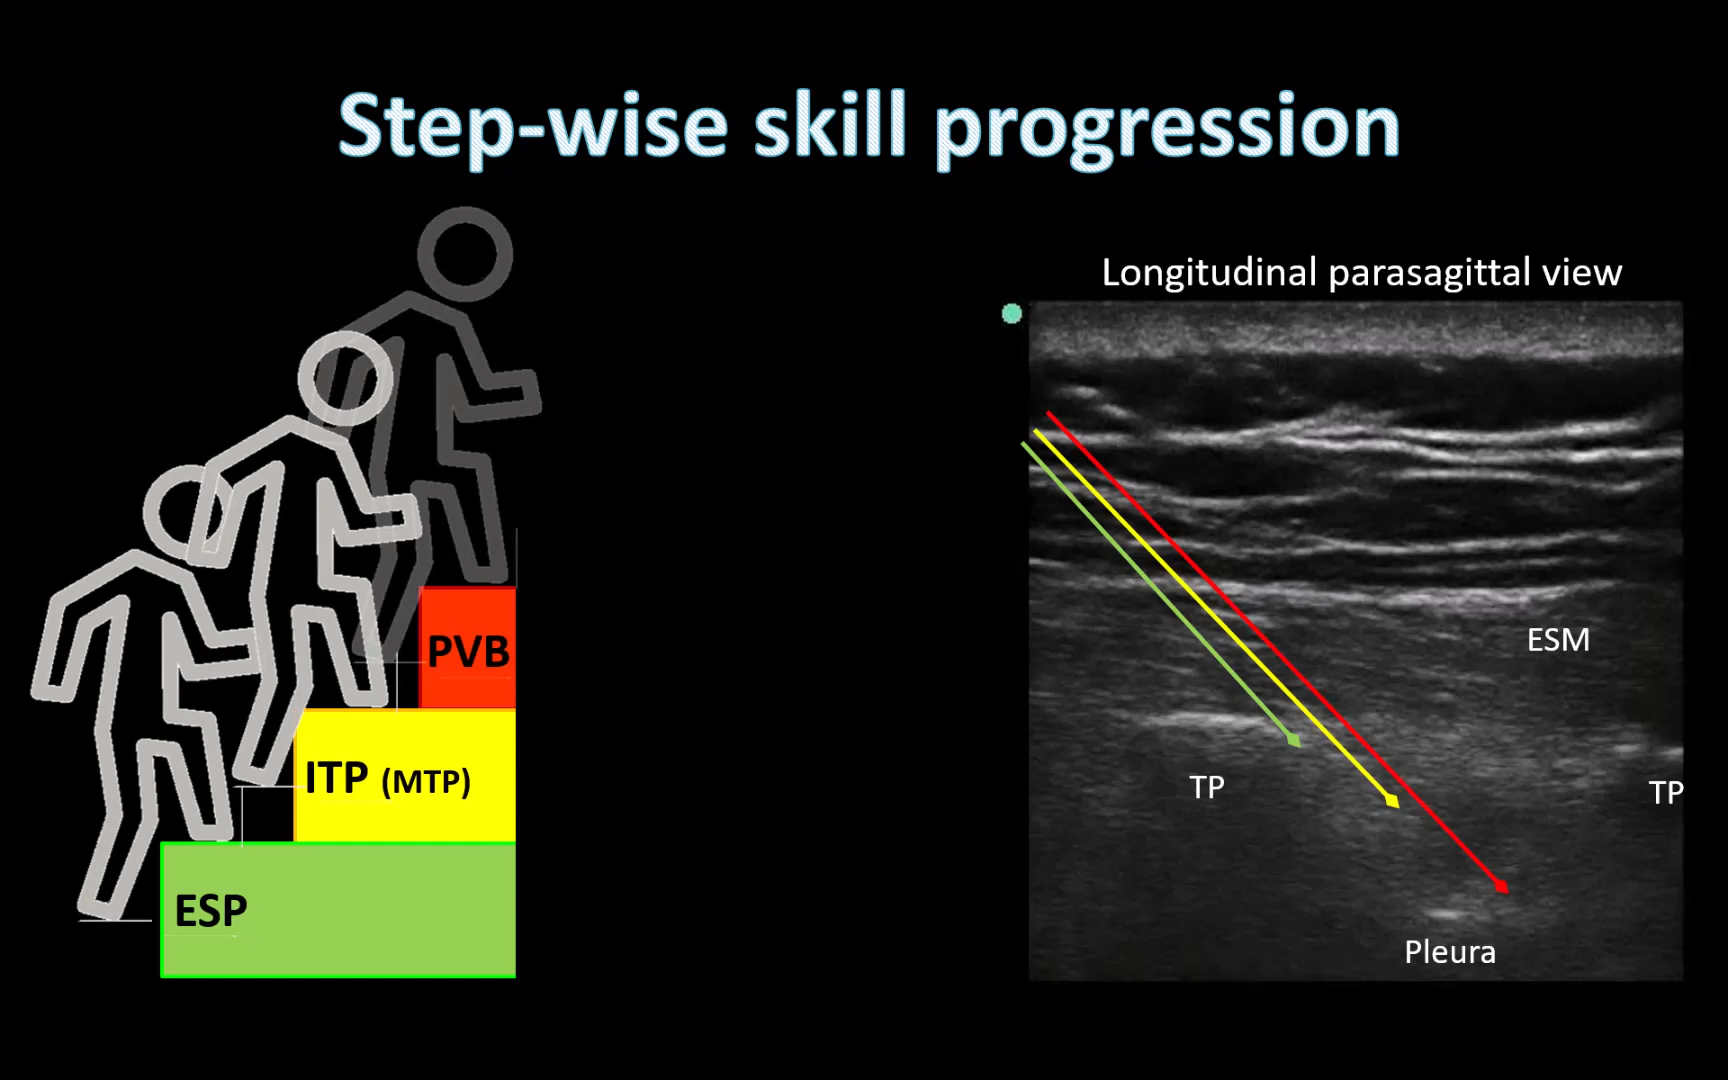 Step-wise skill progression
Longitudinal parasagittal view
PVB
ITP (MTP)
ESP
ESM
TP
TP
Pleura